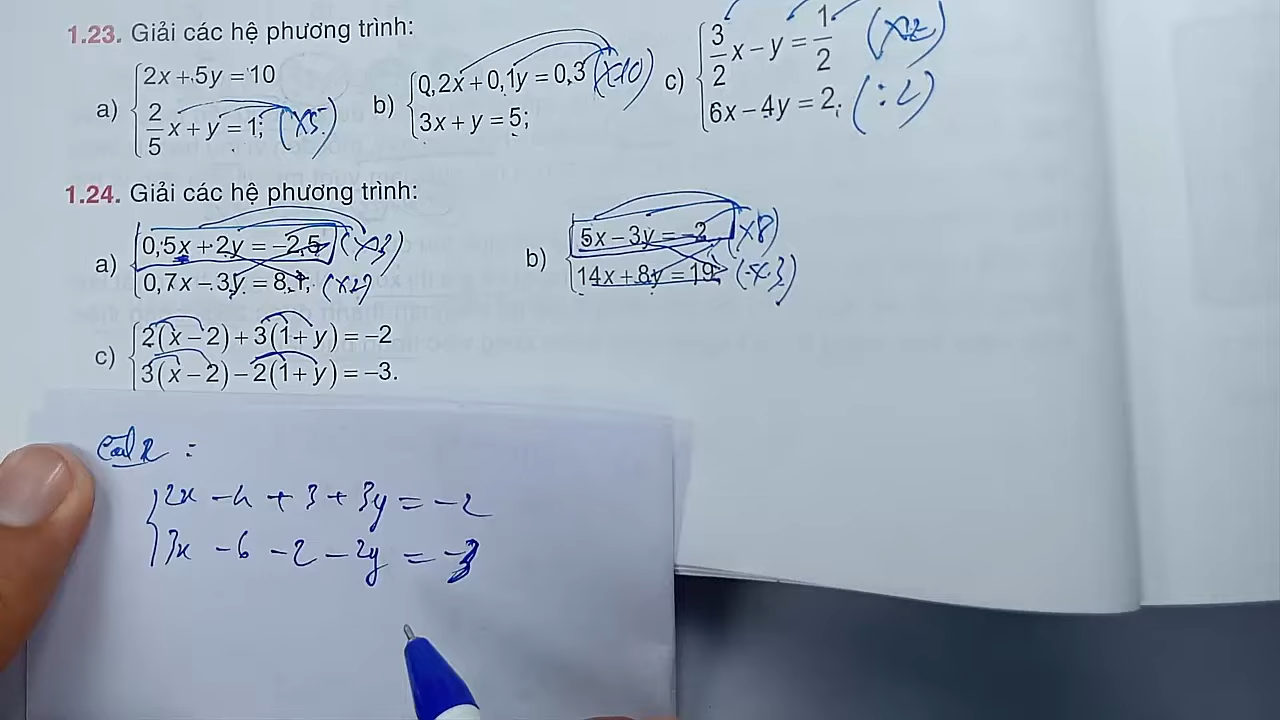 1.23. Giải các hệ phương trình:
a) { 2x + 5y = 10
2/5 x + y = 1; (x5)
b) { 0,2x + 0,1y = 0,3 (x10)
3x + y = 5;
c) { 3/2 x – y = 1/2 (x2)
6x – 4y = 2. (:2)
1.24. Giải các hệ phương trình:
a) { 0,5x + 2y = –2,5; (x3)
0,7x – 3y = 8,1; (x2)
b) { 5x – 3y = –2 (x8)
14x + 8y = 19; (x3)
c) { 2(x – 2) + 3(1 + y) = –2
3(x – 2) – 2(1 + y) = –3.
{ 2x - 4 + 3 + 3y = -2
3x - 6 - 2 - 2y = -3